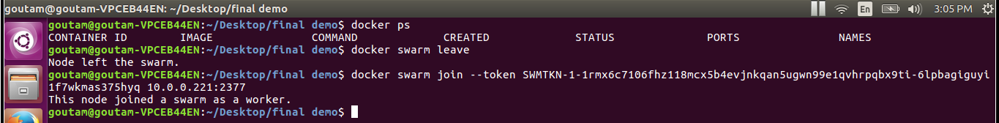 goutam@goutam-VPCEB44EN: ~/Desktop/final demo En 3:05 PM
goutam@goutam-VPCEB44EN:~/Desktop/final demo$ docker ps
CONTAINER ID IMAGE COMMAND CREATED STATUS PORTS NAMES
goutam@goutam-VPCEB44EN:~/Desktop/final demo$ docker swarm leave
Node left the swarm.
goutam@goutam-VPCEB44EN:~/Desktop/final demo$ docker swarm join --token SWMTKN-1-1rmx6c7106fhz118mcx5b4evjnkqan5ugwn99e1qvhrpqbx9ti-6lpbagiguyi
1f7wkmas375hyq 10.0.0.221:2377
This node joined a swarm as a worker.
goutam@goutam-VPCEB44EN:~/Desktop/final demo$